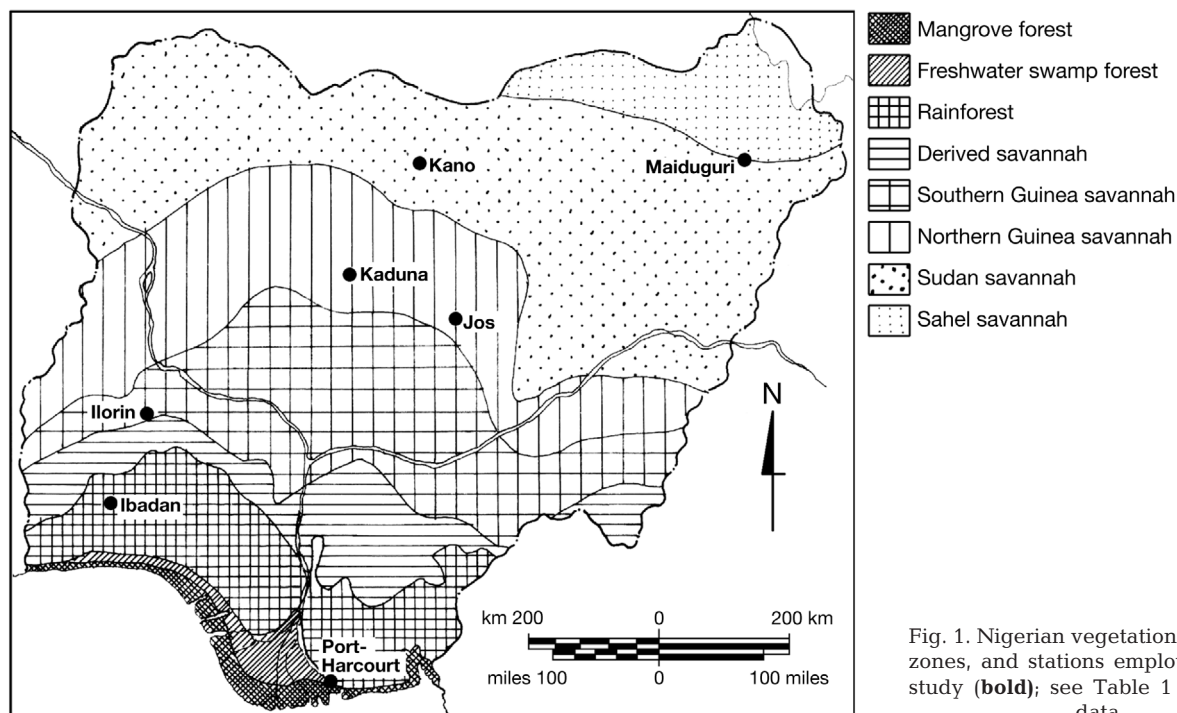 Mangrove forest
Freshwater swamp forest
Rainforest
Derived savannah
Southern Guinea savannah
Northern Guinea savannah
Sudan savannah
Sahel savannah
Kano
Maiduguri
Kaduna
Jos
N
Ilorin
Ibadan
km 200 0 200 km
Port-
Harcourt
miles 100 0 100 miles
Fig. 1. Nigerian vegetation
zones, and stations employ
study (bold); see Table 1
data